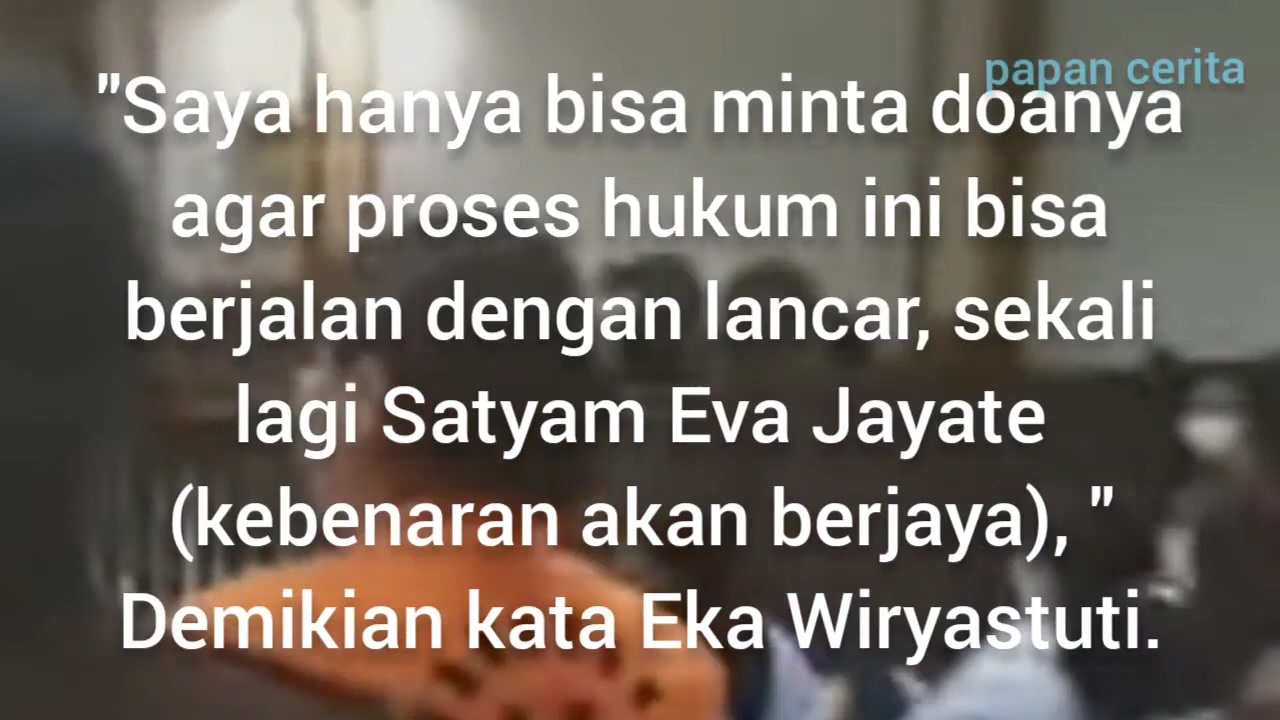 papan cerita
"Saya hanya bisa minta doanya
agar proses hukum ini bisa
berjalan dengan lancar, sekali
lagi Satyam Eva Jayate
(kebenaran akan berjaya), "
Demikian kata Eka Wiryastuti.